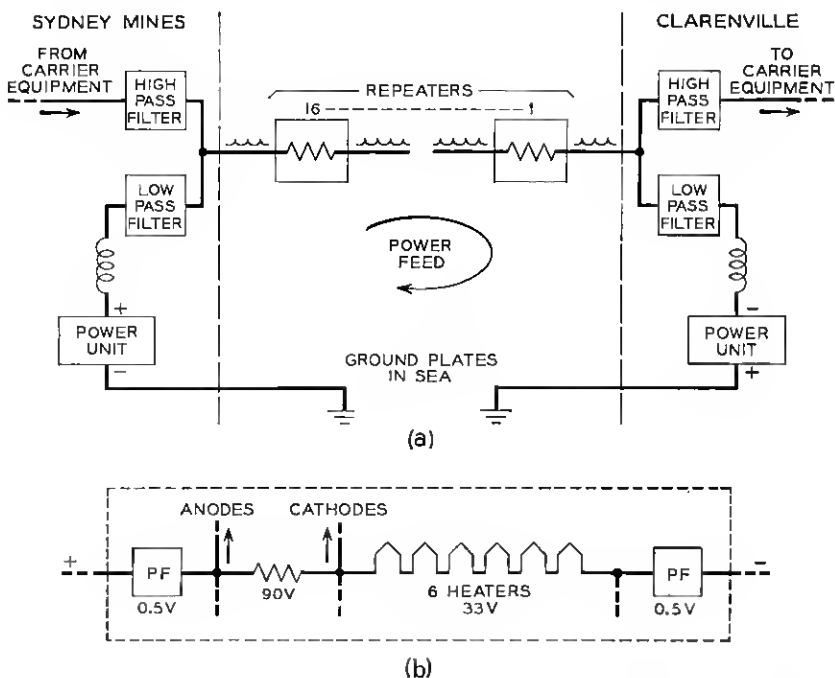 SYDNEY MINES
CLARENVILLE
FROM
CARRIER
EQUIPMENT
HIGH
PASS
FILTER
REPEATERS
16
1
HIGH
PASS
FILTER
TO
CARRIER
EQUIPMENT
LOW
PASS
FILTER
LOW
PASS
FILTER
POWER
FEED
+
POWER
UNIT
−
−
POWER
UNIT
+
GROUND PLATES
IN SEA
(a)
ANODES
CATHODES
+
PF
0.5V
90V
6 HEATERS
33V
PF
0.5V
−
(b)